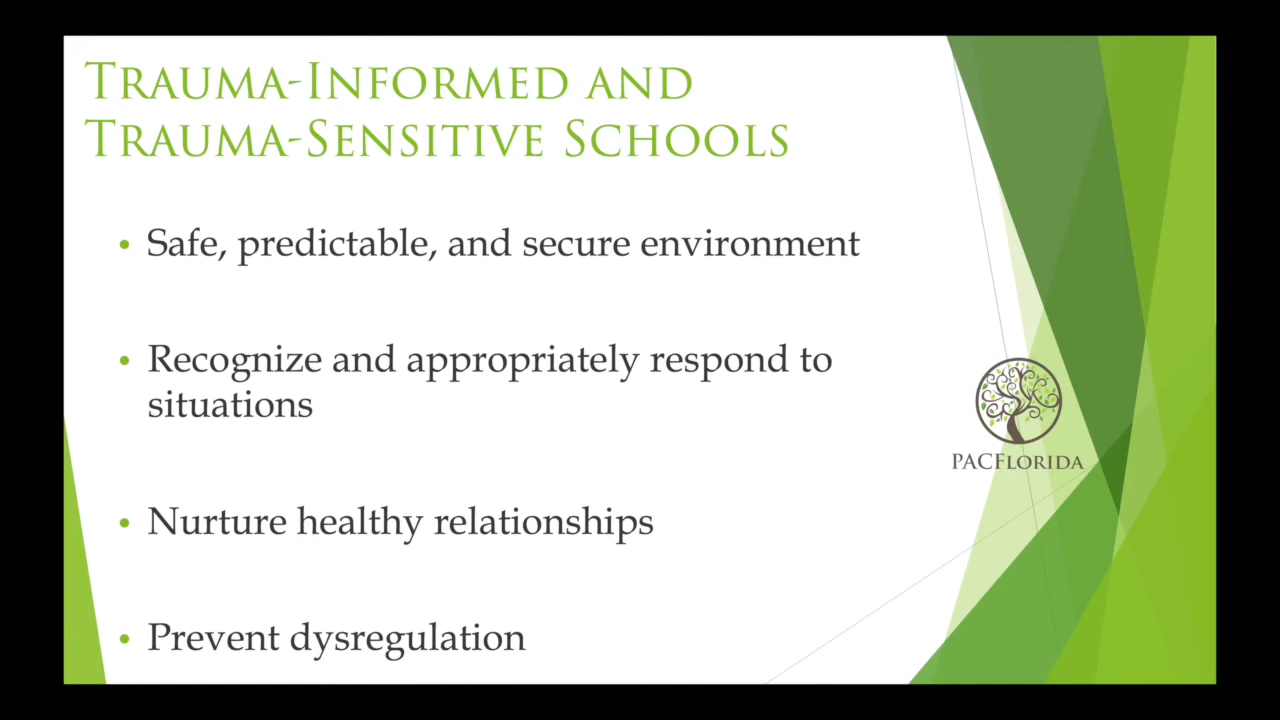 Trauma-Informed and
Trauma-Sensitive Schools
• Safe, predictable, and secure environment
• Recognize and appropriately respond to
situations
• Nurture healthy relationships
• Prevent dysregulation
PACFlorida